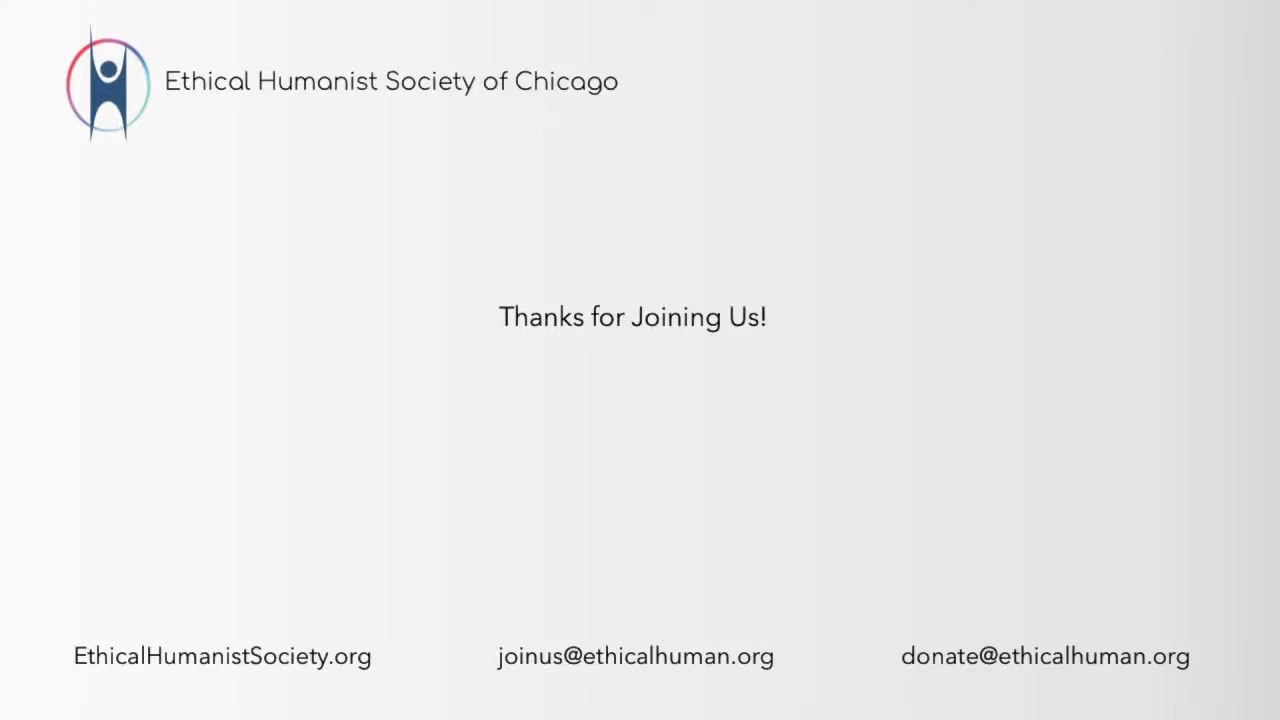 Ethical Humanist Society of Chicago
Thanks for Joining Us!
EthicalHumanistSociety.org
joinus@ethicalhuman.org
donate@ethicalhuman.org